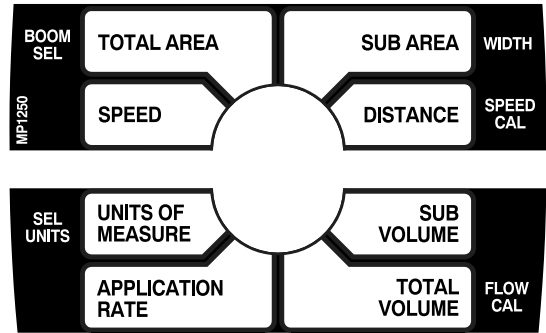 BOOM
SEL
TOTAL AREA
SUB AREA
WIDTH
MP1250
SPEED
DISTANCE
SPEED
CAL
SEL
UNITS
UNITS OF
MEASURE
SUB
VOLUME
APPLICATION
RATE
TOTAL
VOLUME
FLOW
CAL